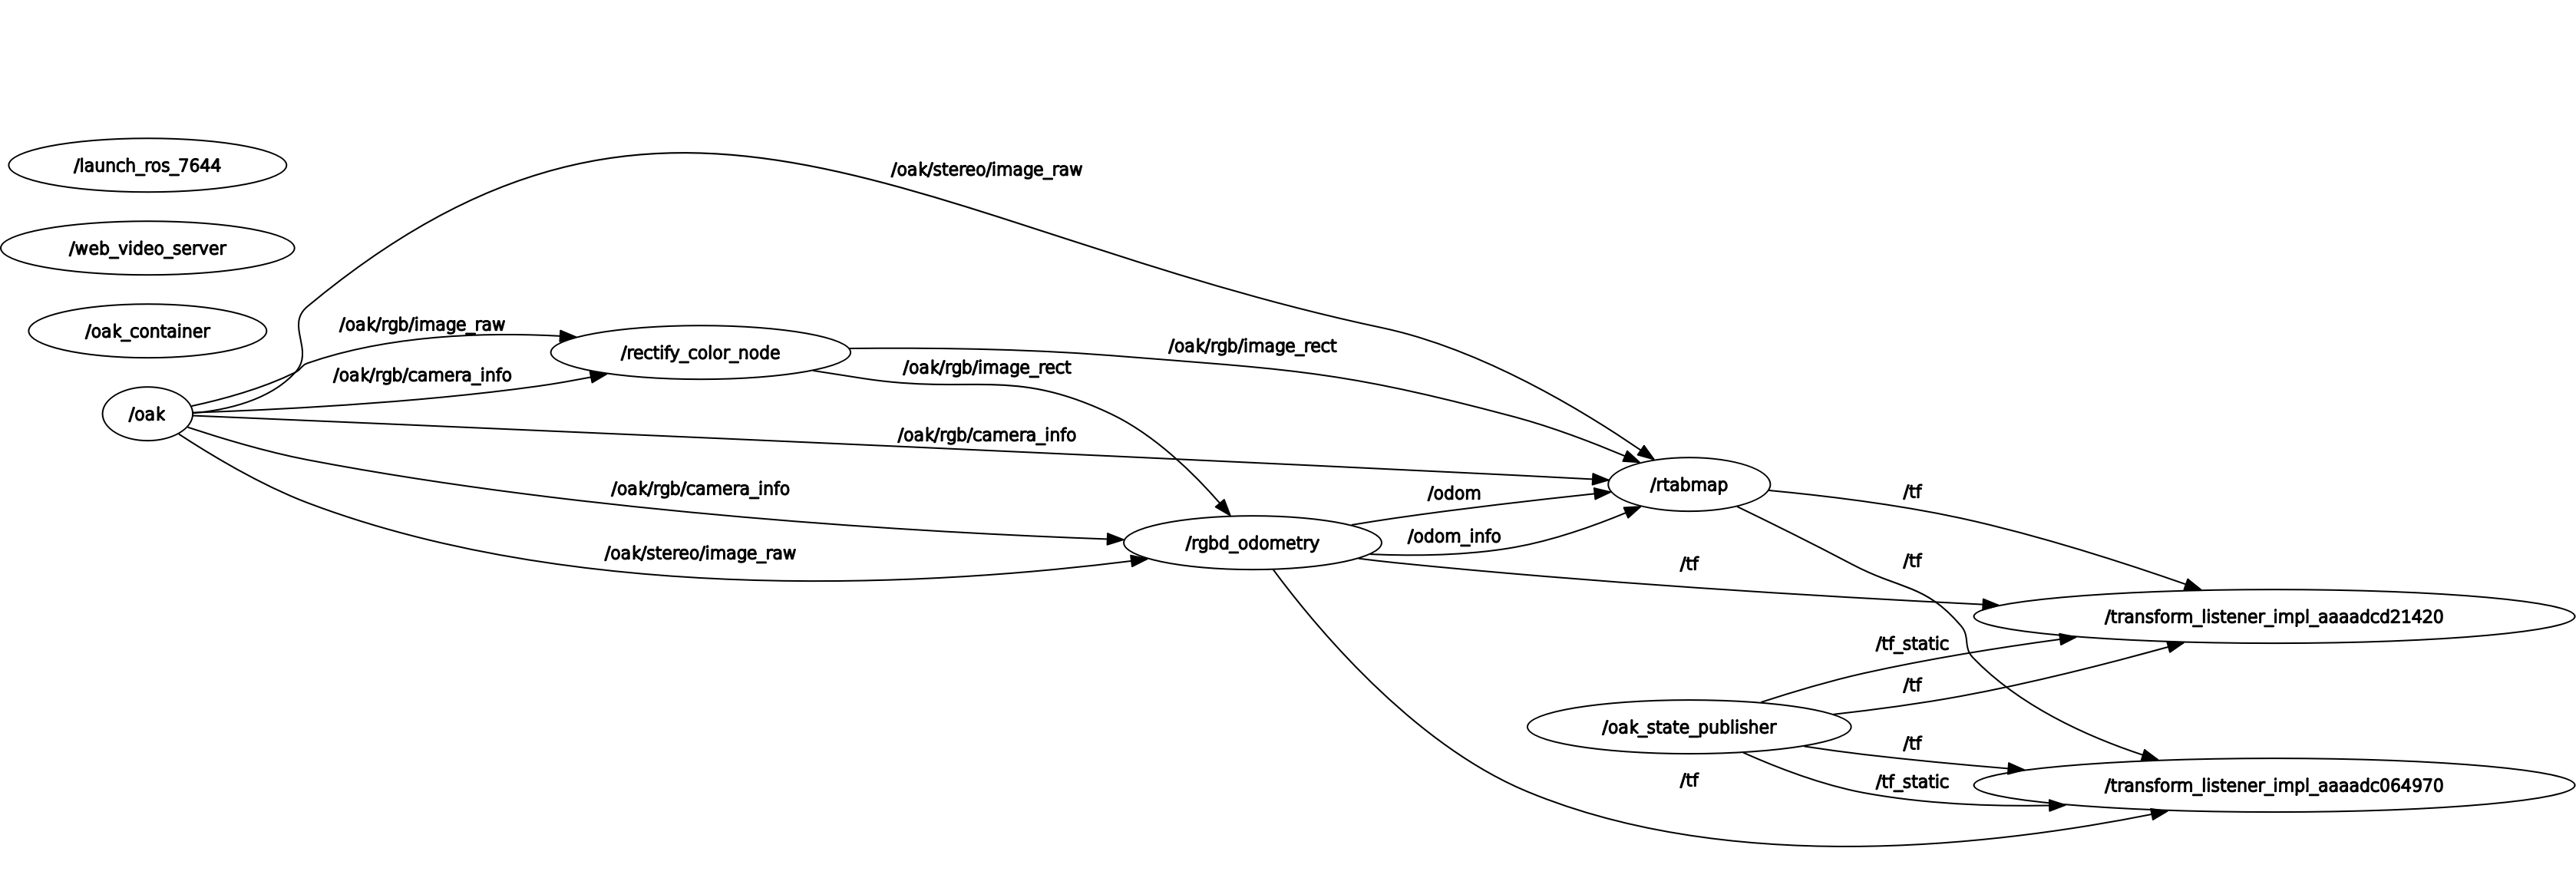 /oak/stereo/image_raw
/launch_ros_7644
/web_video_server
/oak_container
/oak/rgb/image_raw
/rectify_color_node
/oak/rgb/image_rect
/oak/rgb/image_rect
/oak/rgb/camera_info
/oak
/oak/rgb/camera_info
/oak/rgb/camera_info
/oak/stereo/image_raw
/rtabmap
/odom
/odom_info
/rgbd_odometry
/tf
/tf
/tf
/transform_listener_impl_aaaadcd21420
/tf_static
/tf
/oak_state_publisher
/tf
/tf
/tf_static
/transform_listener_impl_aaaadc064970